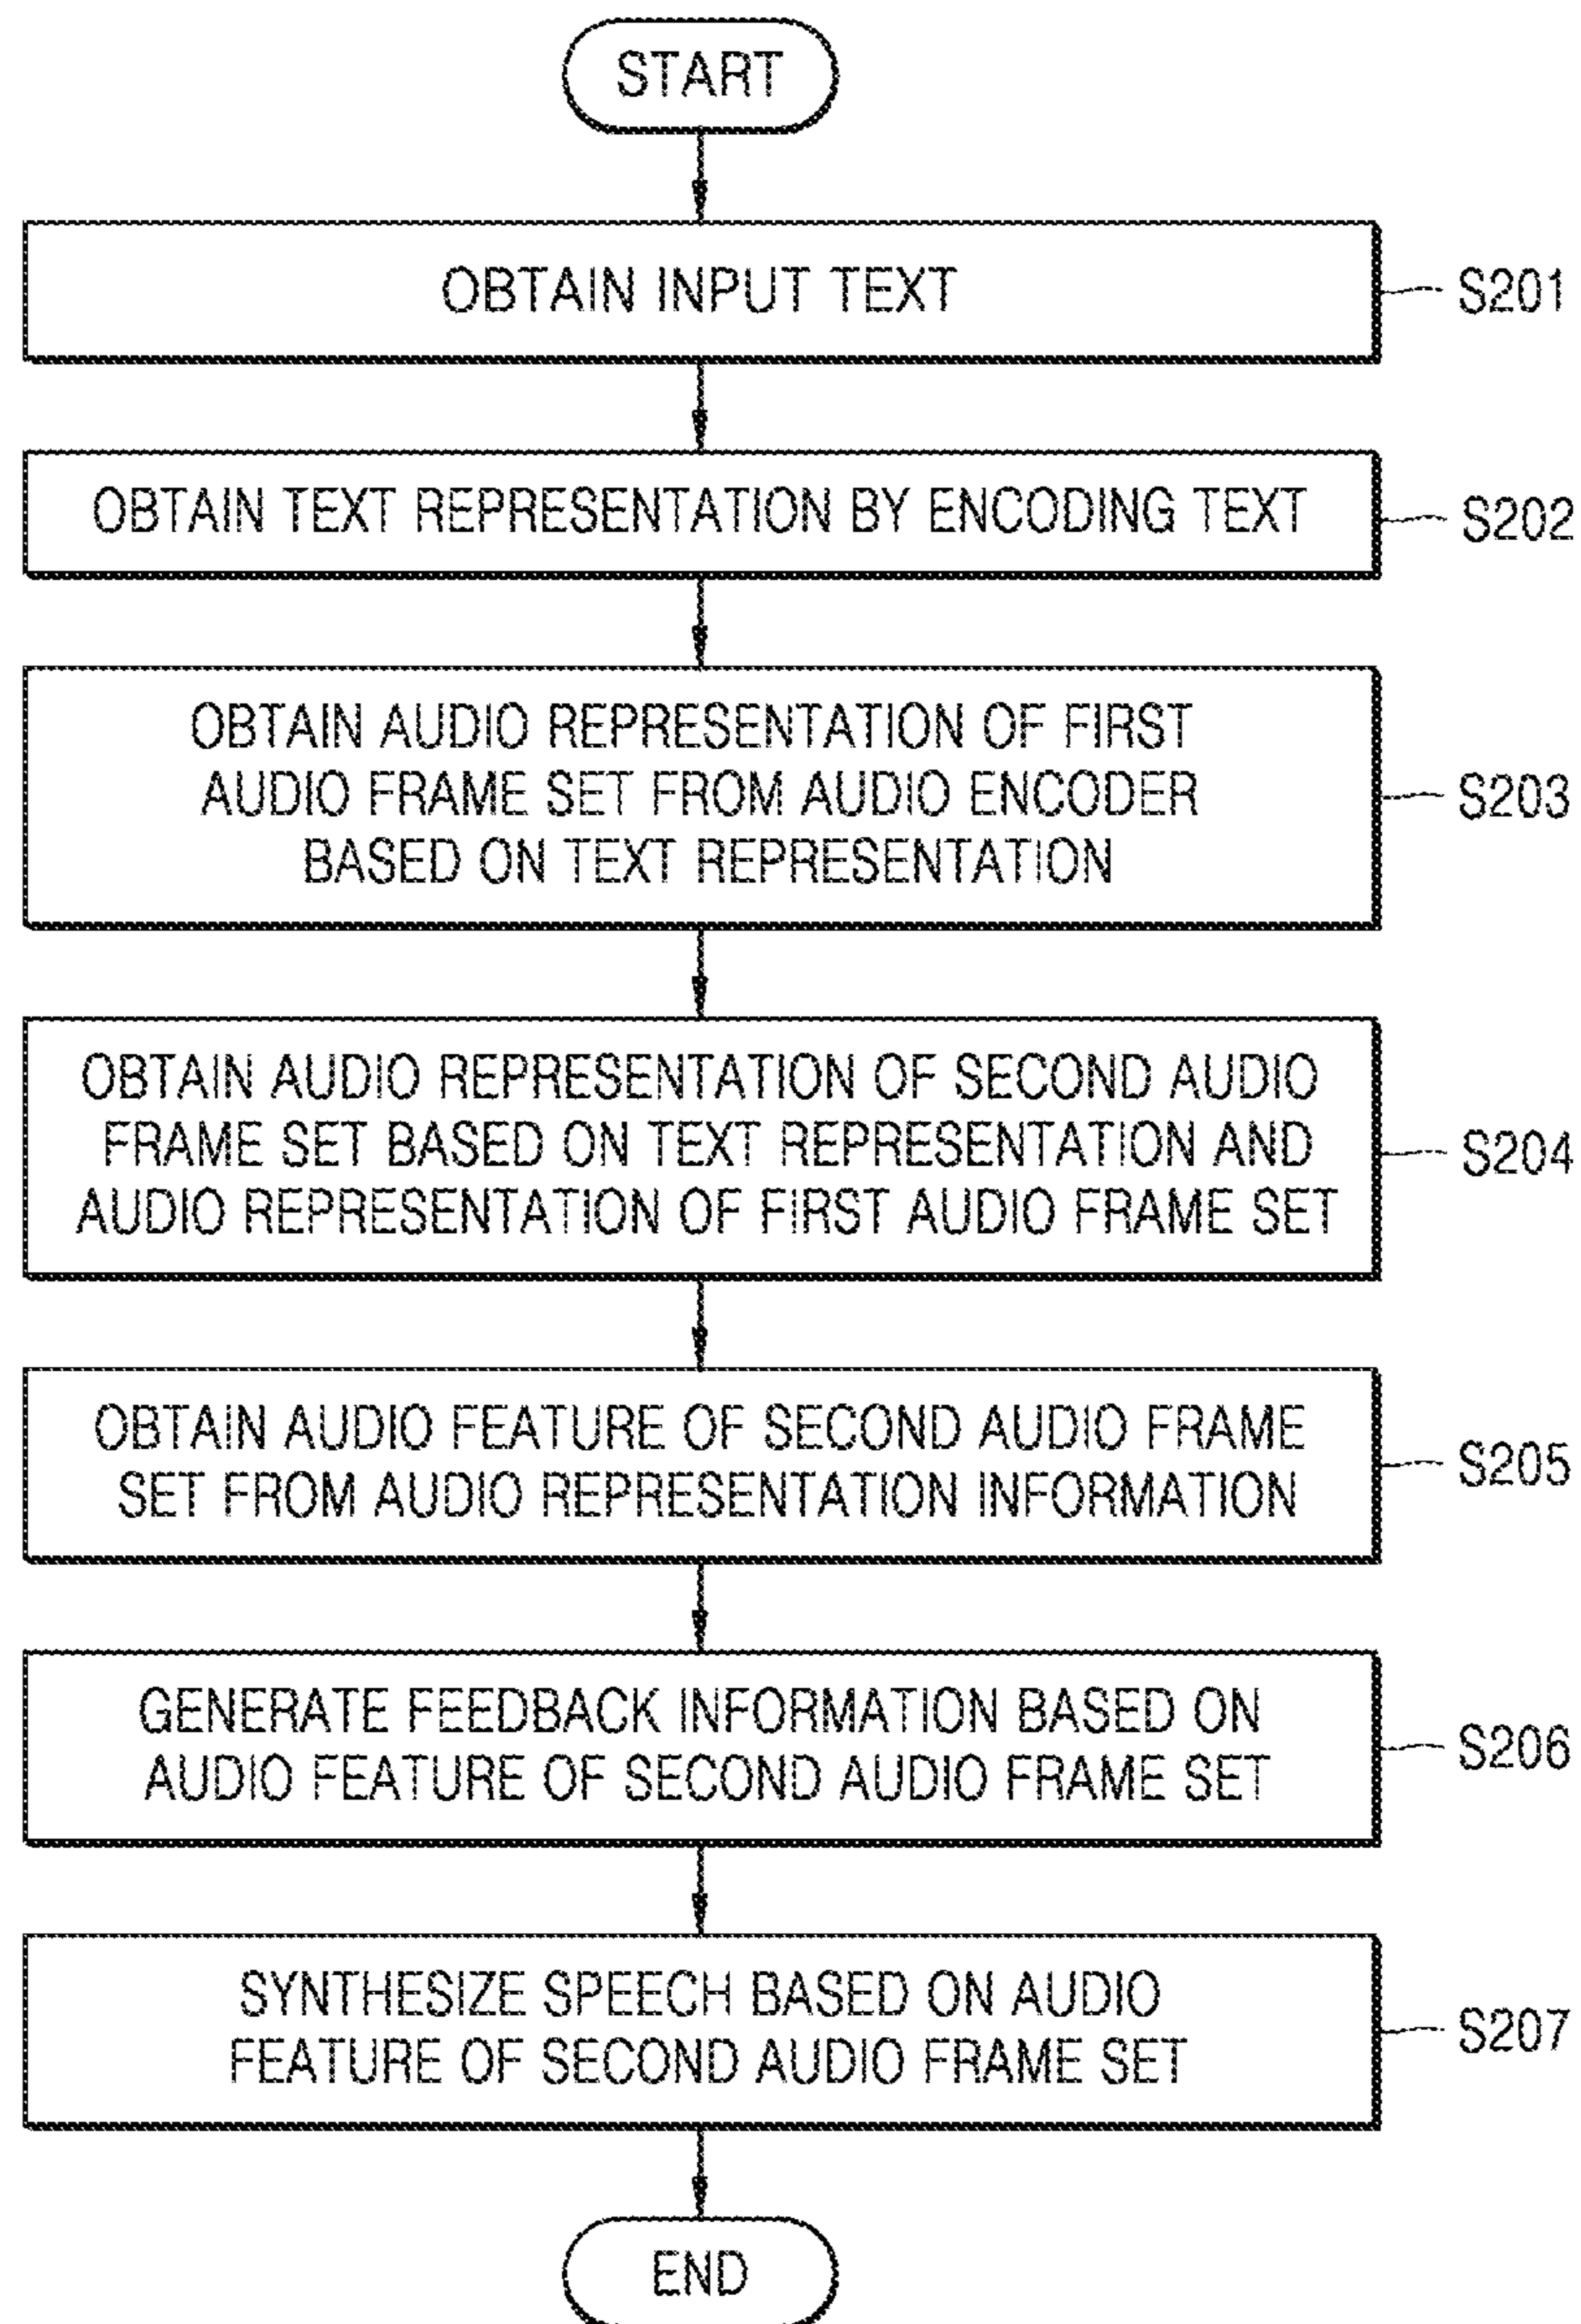 START
OBTAIN INPUT TEXT
S201
OBTAIN TEXT REPRESENTATION BY ENCODING TEXT
S202
OBTAIN AUDIO REPRESENTATION OF FIRST
AUDIO FRAME SET FROM AUDIO ENCODER
BASED ON TEXT REPRESENTATION
S203
OBTAIN AUDIO REPRESENTATION OF SECOND AUDIO
FRAME SET BASED ON TEXT REPRESENTATION AND
AUDIO REPRESENTATION OF FIRST AUDIO FRAME SET
S204
OBTAIN AUDIO FEATURE OF SECOND AUDIO FRAME
SET FROM AUDIO REPRESENTATION INFORMATION
S205
GENERATE FEEDBACK INFORMATION BASED ON
AUDIO FEATURE OF SECOND AUDIO FRAME SET
S206
SYNTHESIZE SPEECH BASED ON AUDIO
FEATURE OF SECOND AUDIO FRAME SET
S207
END